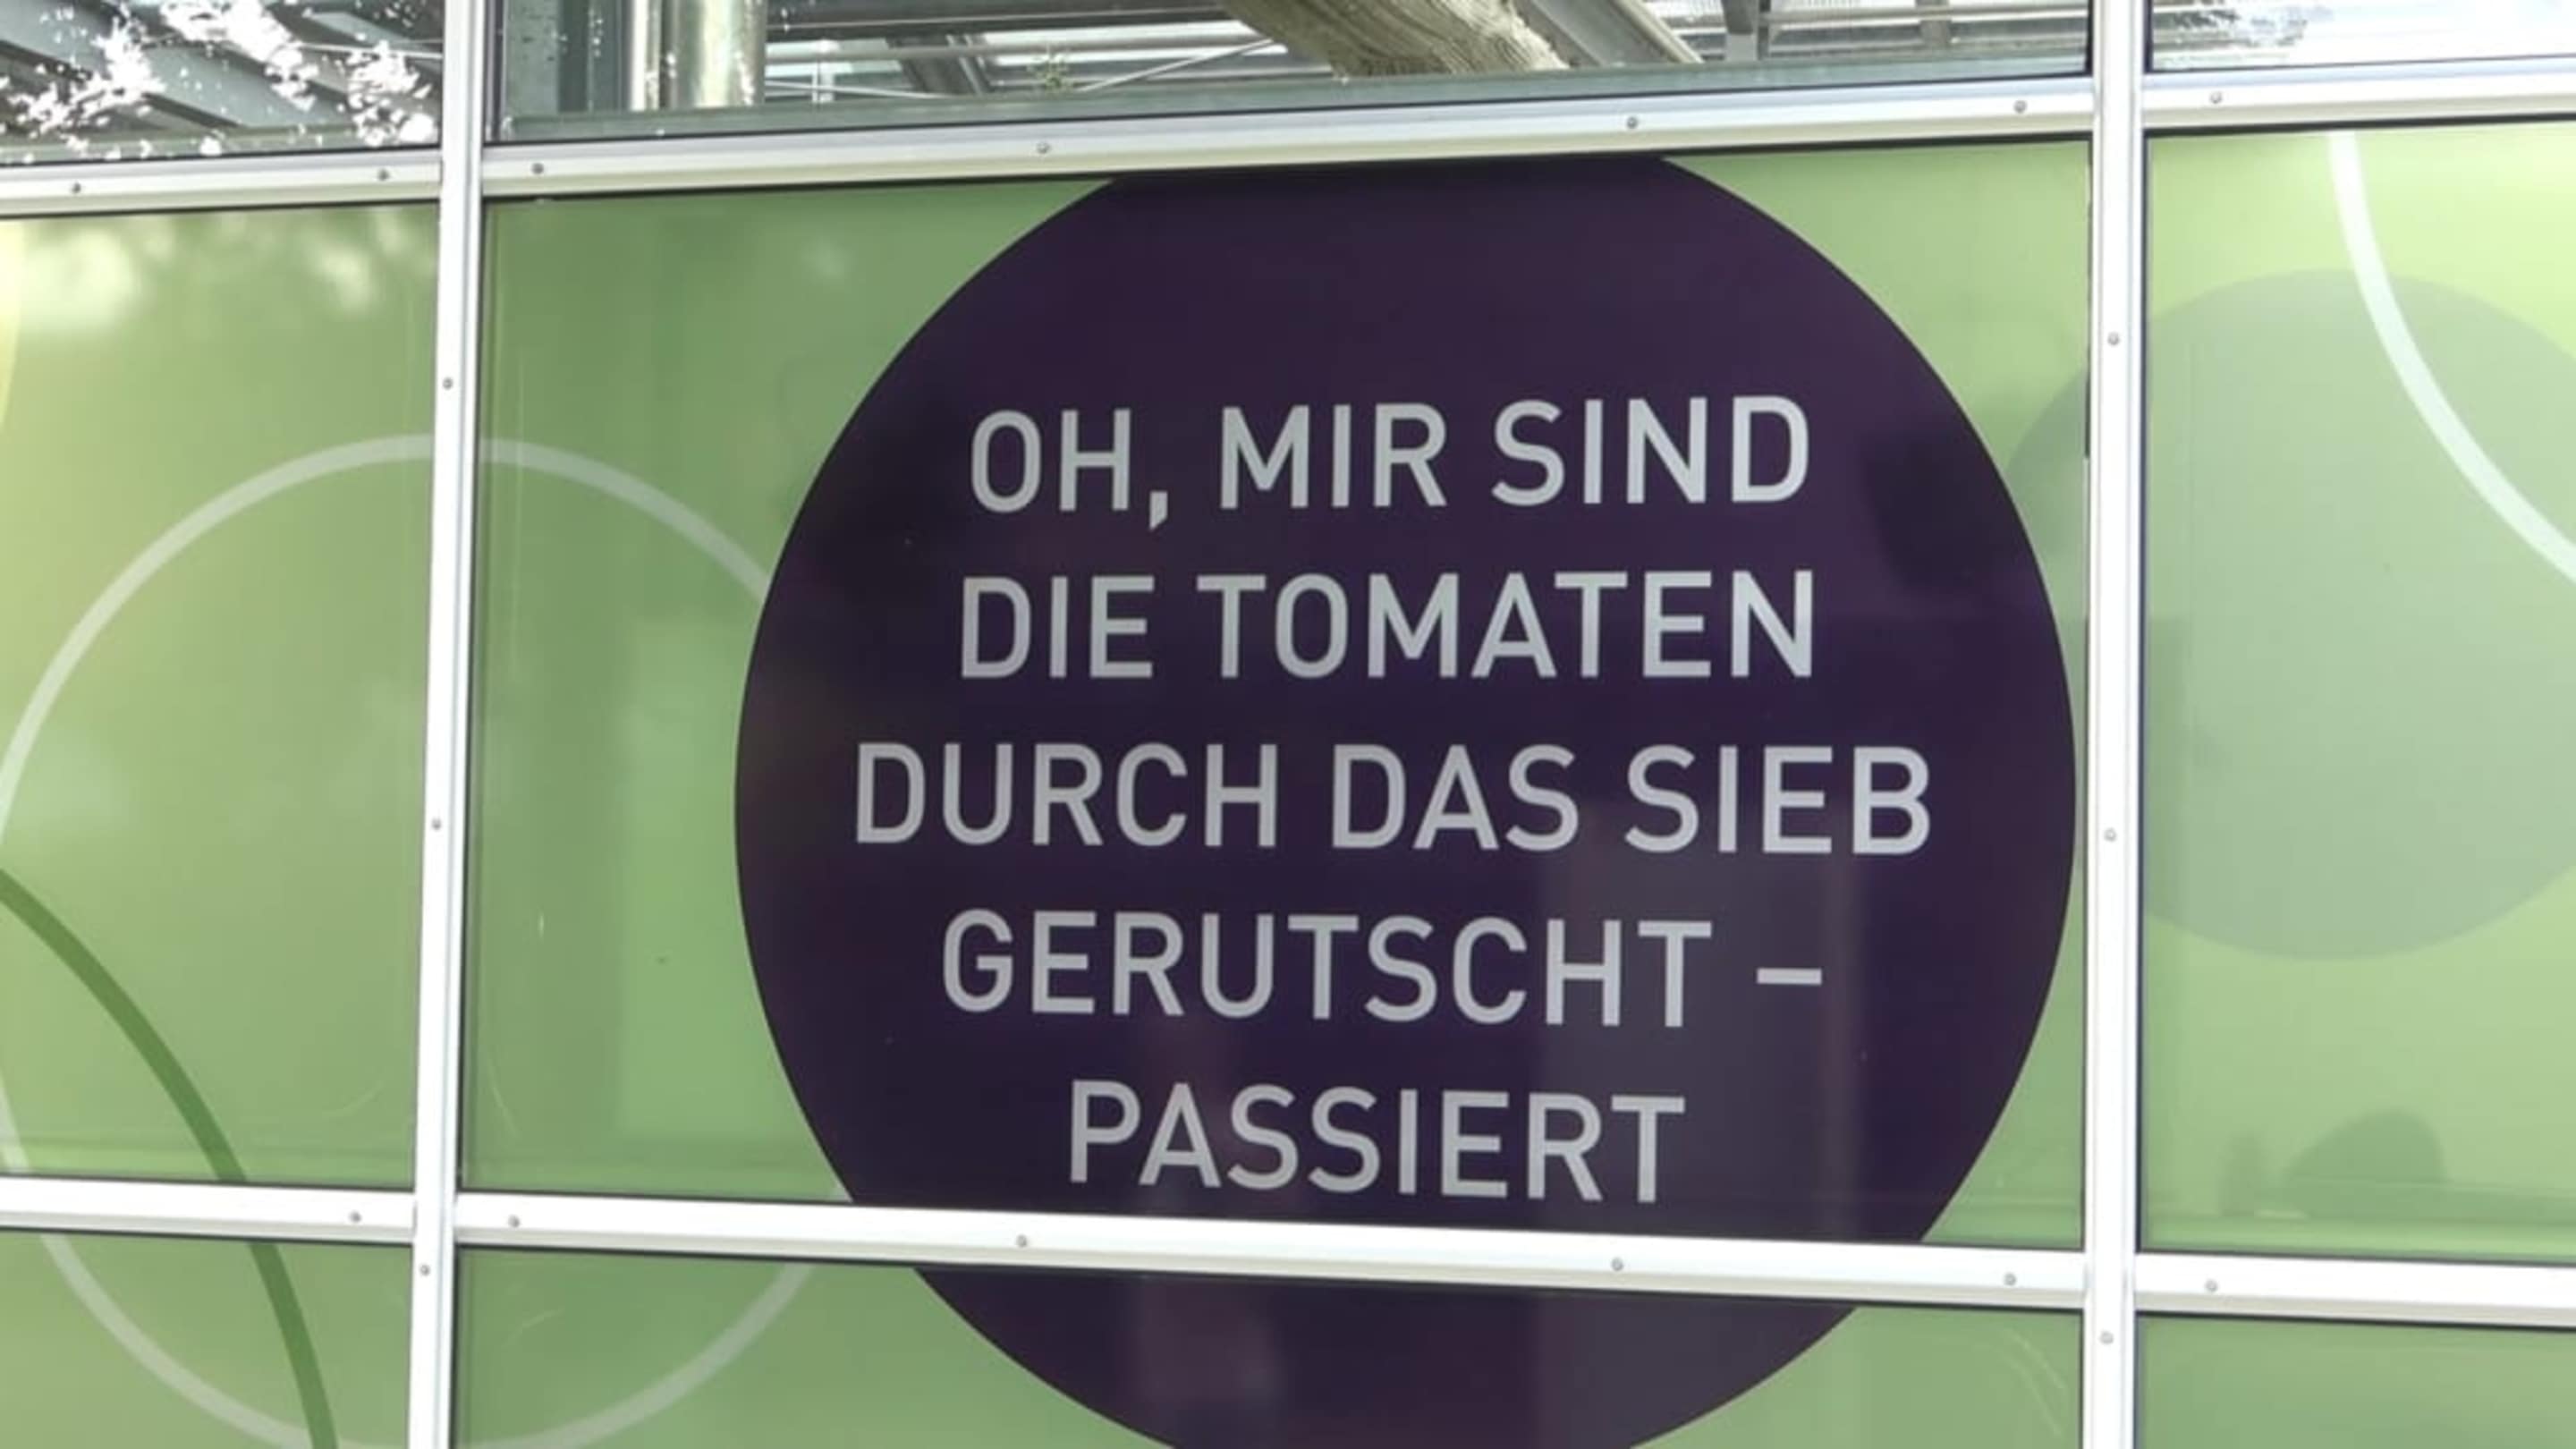 OH, MIR SIND
DIE TOMATEN
DURCH DAS SIEB
GERUTSCHT –
PASSIERT